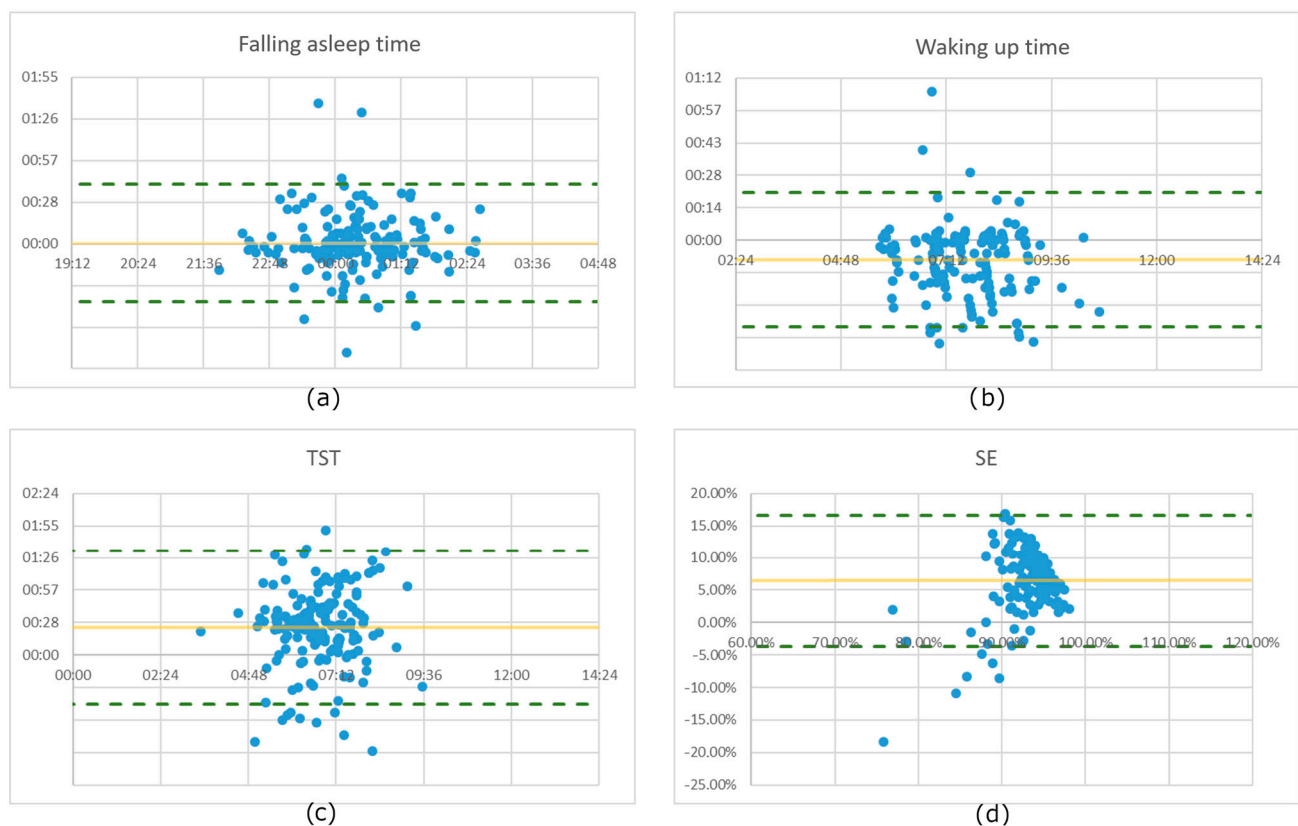 Falling asleep time
01:55
01:26
00:57
00:28
00:00
19:12 20:24 21:36 22:48 00:00 01:12 02:24 03:36 04:48
(a)
Waking up time
01:12
00:57
00:43
00:28
00:14
00:00
02:24 04:48 07:12 09:36 12:00 14:24
(b)
TST
02:24
01:55
01:26
00:57
00:28
00:00
00:00 02:24 04:48 07:12 09:36 12:00 14:24
(c)
SE
20.00%
15.00%
10.00%
5.00%
0.00%
60.00% 70.00% 80.00% 90.00% 100.00% 110.00% 120.00%
-5.00%
-10.00%
-15.00%
-20.00%
-25.00%
(d)